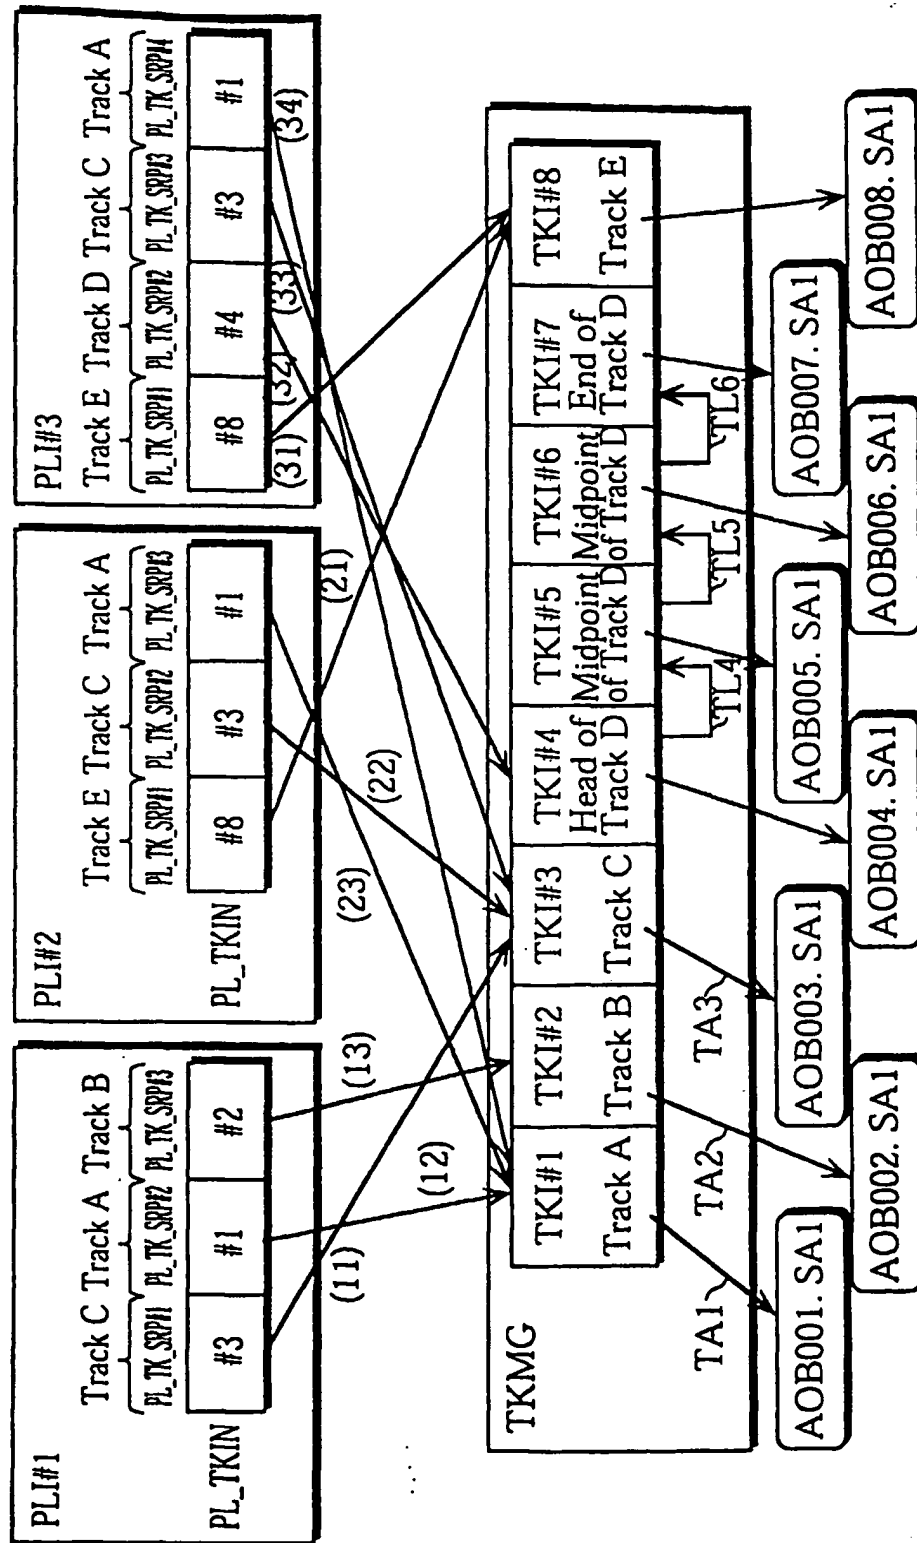 PLI#1
Track C Track A Track B
PL_TK_SRP#1 PL_TK_SRP#2 PL_TK_SRP#3
PL_TKIN #3 #1 #2
(11) (12) (13)
PLI#2
Track E Track C Track A
PL_TK_SRP#1 PL_TK_SRP#2 PL_TK_SRP#3
PL_TKIN #8 #3 #1
(23) (22) (21)
PLI#3
Track E Track D Track C Track A
PL_TK_SRP#1 PL_TK_SRP#2 PL_TK_SRP#3 PL_TK_SRP#4
#8 #4 #3 #1
(31) (32) (33) (34)
TKMG
TKI#1
Track A
TKI#2
Track B
TKI#3
Track C
TKI#4
Head of
Track D
TKI#5
Midpoint
of Track D
TKI#6
Midpoint
of Track D
TKI#7
End of
Track D
TKI#8
Track E
TA1 TA2 TA3 TL4 TL5 TL6
AOB001. SA1
AOB002. SA1
AOB003. SA1
AOB004. SA1
AOB005. SA1
AOB006. SA1
AOB007. SA1
AOB008. SA1